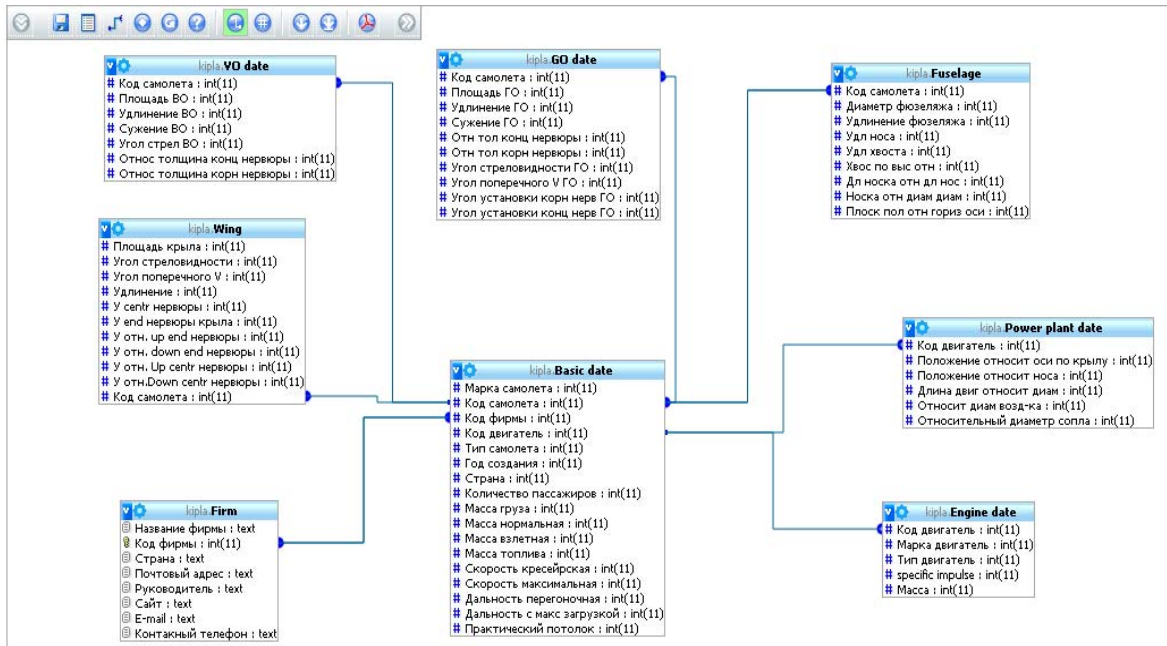 kipla.VO date
# Код самолета : int(11)
# Площадь ВО : int(11)
# Удлинение ВО : int(11)
# Сужение ВО : int(11)
# Угол стрел ВО : int(11)
# Относ толщина конц нервюры : int(11)
# Относ толщина корн нервюры : int(11)
kipla.GO date
# Код самолета : int(11)
# Площадь ГО : int(11)
# Удлинение ГО : int(11)
# Сужение ГО : int(11)
# Отн тол конц нервюры : int(11)
# Отн тол корн нервюры : int(11)
# Угол стреловидности ГО : int(11)
# Угол поперечного V ГО : int(11)
# Угол установки корн нерв ГО : int(11)
# Угол установки конц нерв ГО : int(11)
kipla.Fuselage
# Код самолета : int(11)
# Диаметр фюзеляжа : int(11)
# Удлинение фюзеляжа : int(11)
# Удл носа : int(11)
# Удл хвоста : int(11)
# Хвос по выс отн : int(11)
# Дл носка отн дл нос : int(11)
# Носка отн диам диам : int(11)
# Плоск пол отн гориз оси : int(11)
kipla.Wing
# Площадь крыла : int(11)
# Угол стреловидности : int(11)
# Угол поперечного V : int(11)
# Удлинение : int(11)
# У centr нервюры : int(11)
# У end нервюры крыла : int(11)
# У отн. up end нервюры : int(11)
# У отн. down end нервюры : int(11)
# У отн. Up centr нервюры : int(11)
# У отн.Down centr нервюры : int(11)
# Код самолета : int(11)
kipla.Power plant date
# Код двигатель : int(11)
# Положение относит оси по крылу : int(11)
# Положение относит носа : int(11)
# Длина двиг относит диам : int(11)
# Относит диам возд-ка : int(11)
# Относительный диаметр сопла : int(11)
kipla.Basic date
# Марка самолета : int(11)
# Код самолета : int(11)
# Код фирмы : int(11)
# Код двигатель : int(11)
# Тип самолета : int(11)
# Год создания : int(11)
# Страна : int(11)
# Количество пассажиров : int(11)
# Масса груза : int(11)
# Масса нормальная : int(11)
# Масса взлетная : int(11)
# Масса топлива : int(11)
# Скорость кресейрская : int(11)
# Скорость максимальная : int(11)
# Дальность перегоночная : int(11)
# Дальность с макс загрузкой : int(11)
# Практический потолок : int(11)
kipla.Firm
Название фирмы : text
Код фирмы : int(11)
Страна : text
Почтовый адрес : text
Руководитель : text
Сайт : text
E-mail : text
Контакный телефон : text
kipla.Engine date
# Код двигатель : int(11)
# Марка двигатель : int(11)
# Тип двигатель : int(11)
# specific impulse : int(11)
# Масса : int(11)